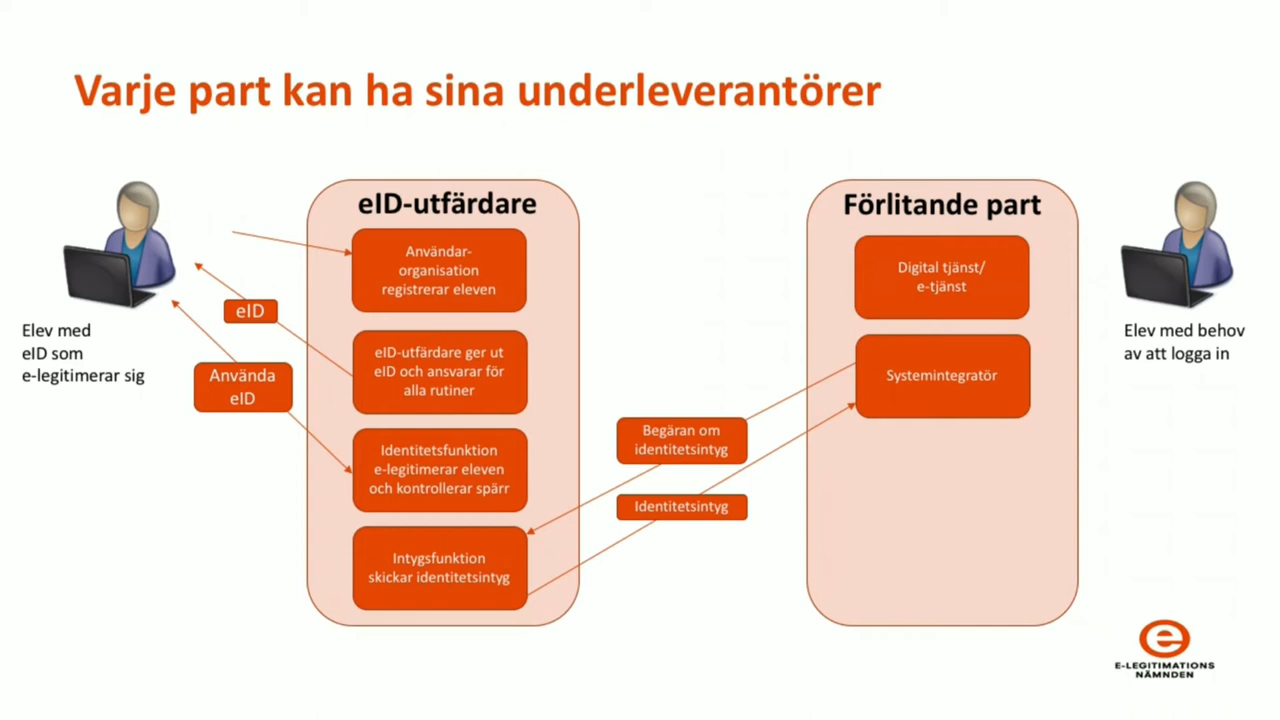 Varje part kan ha sina underleverantörer
Elev med
eID som
e-legitimerar sig
eID
Använda
eID
eID-utfärdare
Användar-
organisation
registrerar eleven
eID-utfärdare ger ut
eID och ansvarar för
alla rutiner
Identitetsfunktion
e-legitimerar eleven
och kontrollerar spärr
Intygsfunktion
skickar identitetsintyg
Begäran om
identitetsintyg
Identitetsintyg
Förlitande part
Digital tjänst/
e-tjänst
Systemintegratör
Elev med behov
av att logga in
E-LEGITIMATIONS
NÄMNDEN